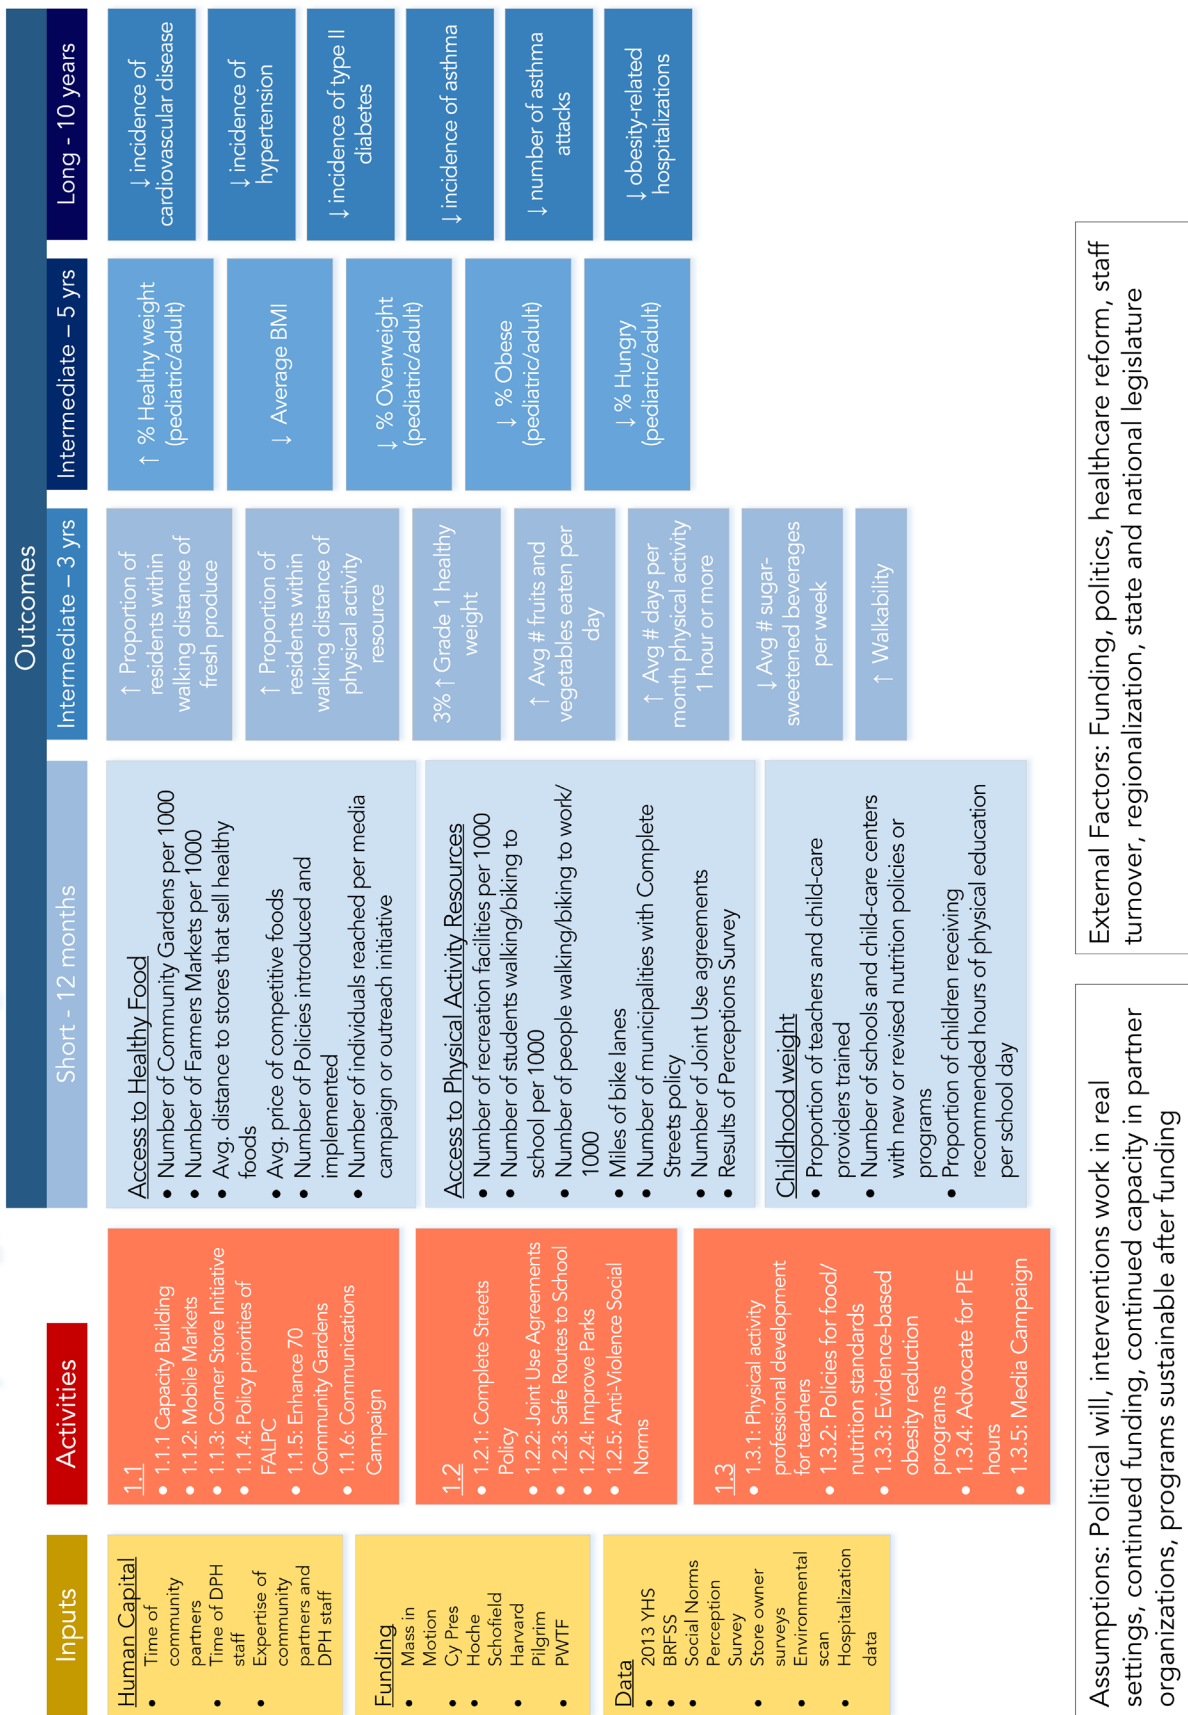 Inputs
Human Capital
• Time of
community
partners
• Time of DPH
staff
• Expertise of
community
partners and
DPH staff
Funding
• Mass in
Motion
• Cy Pres
• Hoche
Schofield
• Harvard
Pilgrim
• PWTF
Data
• 2013 YHS
• BRFSS
• Social Norms
Perception
Survey
• Store owner
surveys
• Environmental
scan
• Hospitalization
data
Activities
1.1
• 1.1.1 Capacity Building
• 1.1.2: Mobile Markets
• 1.1.3: Corner Store Initiative
• 1.1.4: Policy priorities of
FALPC
• 1.1.5: Enhance 70
Community Gardens
• 1.1.6: Communications
Campaign
1.2
• 1.2.1: Complete Streets
Policy
• 1.2.2: Joint Use Agreements
• 1.2.3: Safe Routes to School
• 1.2.4: Improve Parks
• 1.2.5: Anti-Violence Social
Norms
1.3
• 1.3.1: Physical activity
professional development
for teachers
• 1.3.2: Policies for food/
nutrition standards
• 1.3.3: Evidence-based
obesity reduction
programs
• 1.3.4: Advocate for PE
hours
• 1.3.5: Media Campaign
Outcomes
Short - 12 months
Access to Healthy Food
• Number of Community Gardens per 1000
• Number of Farmers Markets per 1000
• Avg. distance to stores that sell healthy
foods
• Avg. price of competitive foods
• Number of Policies introduced and
implemented
• Number of individuals reached per media
campaign or outreach initiative
Access to Physical Activity Resources
• Number of recreation facilities per 1000
• Number of students walking/biking to
school per 1000
• Number of people walking/biking to work/
1000
• Miles of bike lanes
• Number of municipalities with Complete
Streets policy
• Number of Joint Use agreements
• Results of Perceptions Survey
Childhood weight
• Proportion of teachers and child-care
providers trained
• Number of schools and child-care centers
with new or revised nutrition policies or
programs
• Proportion of children receiving
recommended hours of physical education
per school day
Intermediate – 3 yrs
↑ Proportion of
residents within
walking distance of
fresh produce
↑ Proportion of
residents within
walking distance of
physical activity
resource
3% ↑ Grade 1 healthy
weight
↑ Avg # fruits and
vegetables eaten per
day
↑ Avg # days per
month physical activity
1 hour or more
↓ Avg # sugar-
sweetened beverages
per week
↑ Walkability
Intermediate – 5 yrs
↑ % Healthy weight
(pediatric/adult)
↓ Average BMI
↓ % Overweight
(pediatric/adult)
↓ % Obese
(pediatric/adult)
↓ % Hungry
(pediatric/adult)
Long - 10 years
↓ incidence of
cardiovascular disease
↓ incidence of
hypertension
↓ incidence of type II
diabetes
↓ incidence of asthma
↓ number of asthma
attacks
↓ obesity-related
hospitalizations
Assumptions: Political will, interventions work in real
settings, continued funding, continued capacity in partner
organizations, programs sustainable after funding
External Factors: Funding, politics, healthcare reform, staff
turnover, regionalization, state and national legislature